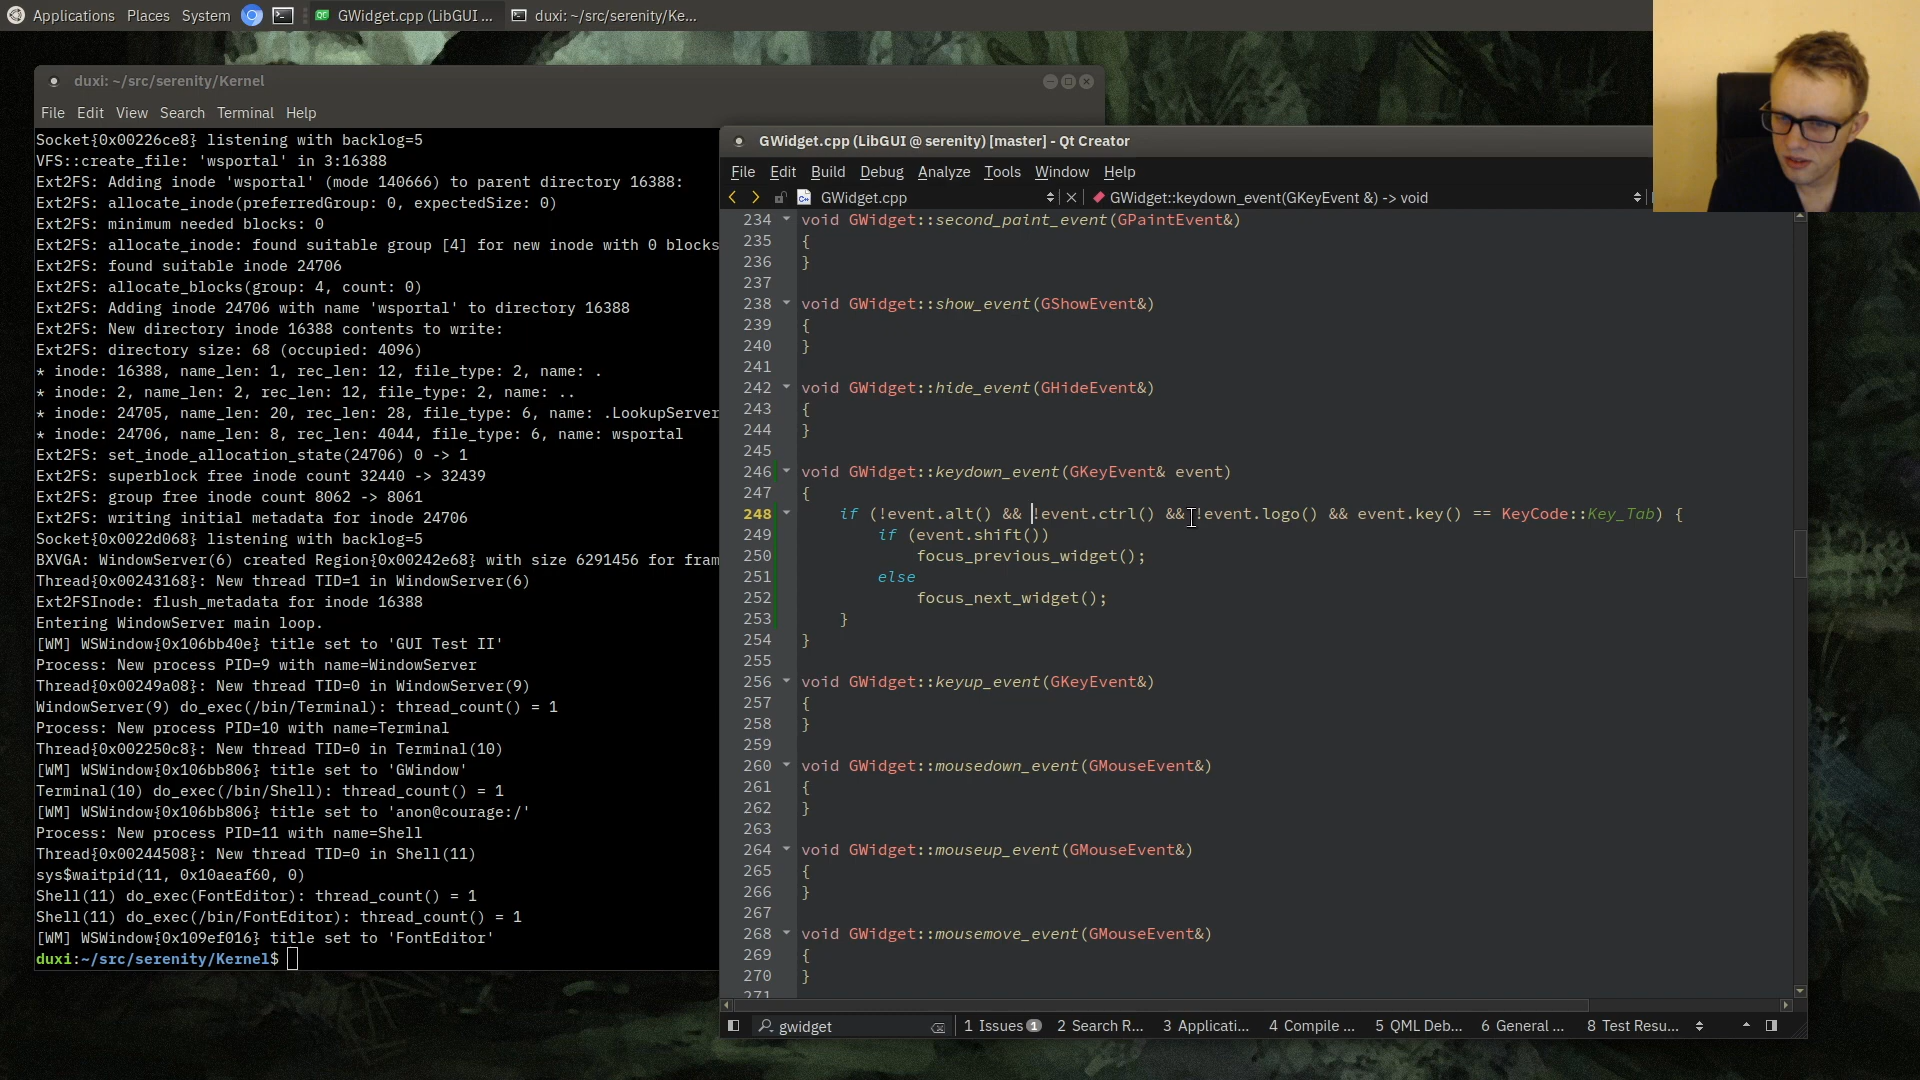 Applications Places System GWidget.cpp (LibGUI ... duxi: ~/src/serenity/Ke...
duxi: ~/src/serenity/Kernel
File Edit View Search Terminal Help
Socket{0x00226ce8} listening with backlog=5
VFS::create_file: 'wsportal' in 3:16388
Ext2FS: Adding inode 'wsportal' (mode 140666) to parent directory 16388:
Ext2FS: allocate_inode(preferredGroup: 0, expectedSize: 0)
Ext2FS: minimum needed blocks: 0
Ext2FS: allocate_inode: found suitable group [4] for new inode with 0 blocks
Ext2FS: found suitable inode 24706
Ext2FS: allocate_blocks(group: 4, count: 0)
Ext2FS: Adding inode 24706 with name 'wsportal' to directory 16388
Ext2FS: New directory inode 16388 contents to write:
Ext2FS: directory size: 68 (occupied: 4096)
* inode: 16388, name_len: 1, rec_len: 12, file_type: 2, name: .
* inode: 2, name_len: 2, rec_len: 12, file_type: 2, name: ..
* inode: 24705, name_len: 20, rec_len: 28, file_type: 6, name: .LookupServer
* inode: 24706, name_len: 8, rec_len: 4044, file_type: 6, name: wsportal
Ext2FS: set_inode_allocation_state(24706) 0 -> 1
Ext2FS: superblock free inode count 32440 -> 32439
Ext2FS: group free inode count 8062 -> 8061
Ext2FS: writing initial metadata for inode 24706
Socket{0x0022d068} listening with backlog=5
BXVGA: WindowServer(6) created Region{0x00242e68} with size 6291456 for fram
Thread{0x00243168}: New thread TID=1 in WindowServer(6)
Ext2FSInode: flush_metadata for inode 16388
Entering WindowServer main loop.
[WM] WSWindow{0x106bb40e} title set to 'GUI Test II'
Process: New process PID=9 with name=WindowServer
Thread{0x00249a08}: New thread TID=0 in WindowServer(9)
WindowServer(9) do_exec(/bin/Terminal): thread_count() = 1
Process: New process PID=10 with name=Terminal
Thread{0x002250c8}: New thread TID=0 in Terminal(10)
[WM] WSWindow{0x106bb806} title set to 'GWindow'
Terminal(10) do_exec(/bin/Shell): thread_count() = 1
[WM] WSWindow{0x106bb806} title set to 'anon@courage:/'
Process: New process PID=11 with name=Shell
Thread{0x00244508}: New thread TID=0 in Shell(11)
sys$waitpid(11, 0x10aeaf60, 0)
Shell(11) do_exec(FontEditor): thread_count() = 1
Shell(11) do_exec(/bin/FontEditor): thread_count() = 1
[WM] WSWindow{0x109ef016} title set to 'FontEditor'
duxi:~/src/serenity/Kernel$
GWidget.cpp (LibGUI @ serenity) [master] - Qt Creator
File Edit View Build Debug Analyze Tools Window Help
GWidget.cpp GWidget::keydown_event(GKeyEvent &) -> void
234 void GWidget::second_paint_event(GPaintEvent&)
235 {
236 }
237
238 void GWidget::show_event(GShowEvent&)
239 {
240 }
241
242 void GWidget::hide_event(GHideEvent&)
243 {
244 }
245
246 void GWidget::keydown_event(GKeyEvent& event)
247 {
248 if (!event.alt() && !event.ctrl() && !event.logo() && event.key() == KeyCode::Key_Tab) {
249 if (event.shift())
250 focus_previous_widget();
251 else
252 focus_next_widget();
253 }
254 }
255
256 void GWidget::keyup_event(GKeyEvent&)
257 {
258 }
259
260 void GWidget::mousedown_event(GMouseEvent&)
261 {
262 }
263
264 void GWidget::mouseup_event(GMouseEvent&)
265 {
266 }
267
268 void GWidget::mousemove_event(GMouseEvent&)
269 {
270 }
271
gwidget 1 Issues 1 2 Search R... 3 Applicati... 4 Compile ... 5 QML Deb... 6 General ... 8 Test Resu...